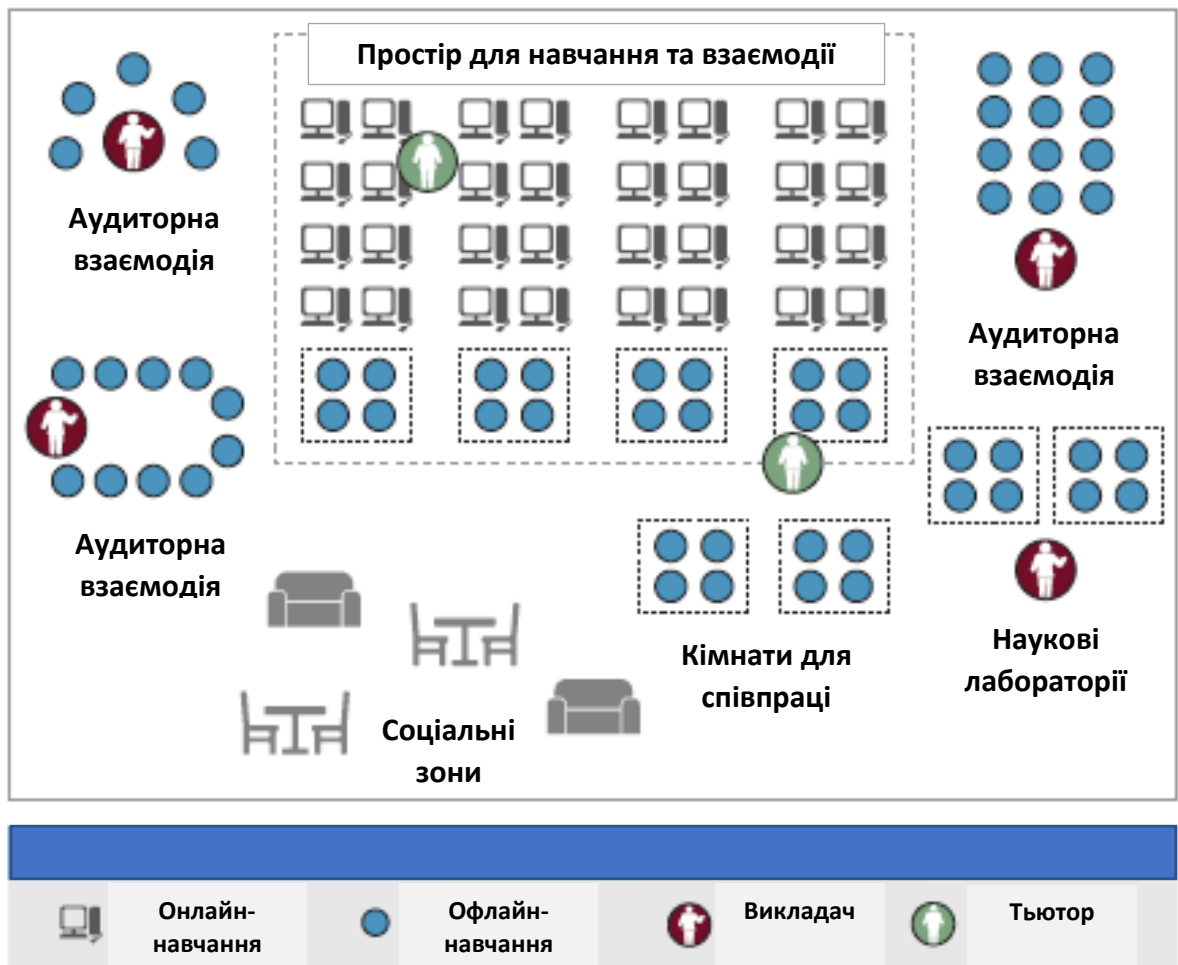 Простір для навчання та взаємодії
Аудиторна
взаємодія
Аудиторна
взаємодія
Аудиторна
взаємодія
Наукові
лабораторії
Кімнати для
співпраці
Соціальні
зони
Онлайн-
навчання
Офлайн-
навчання
Викладач
Тьютор